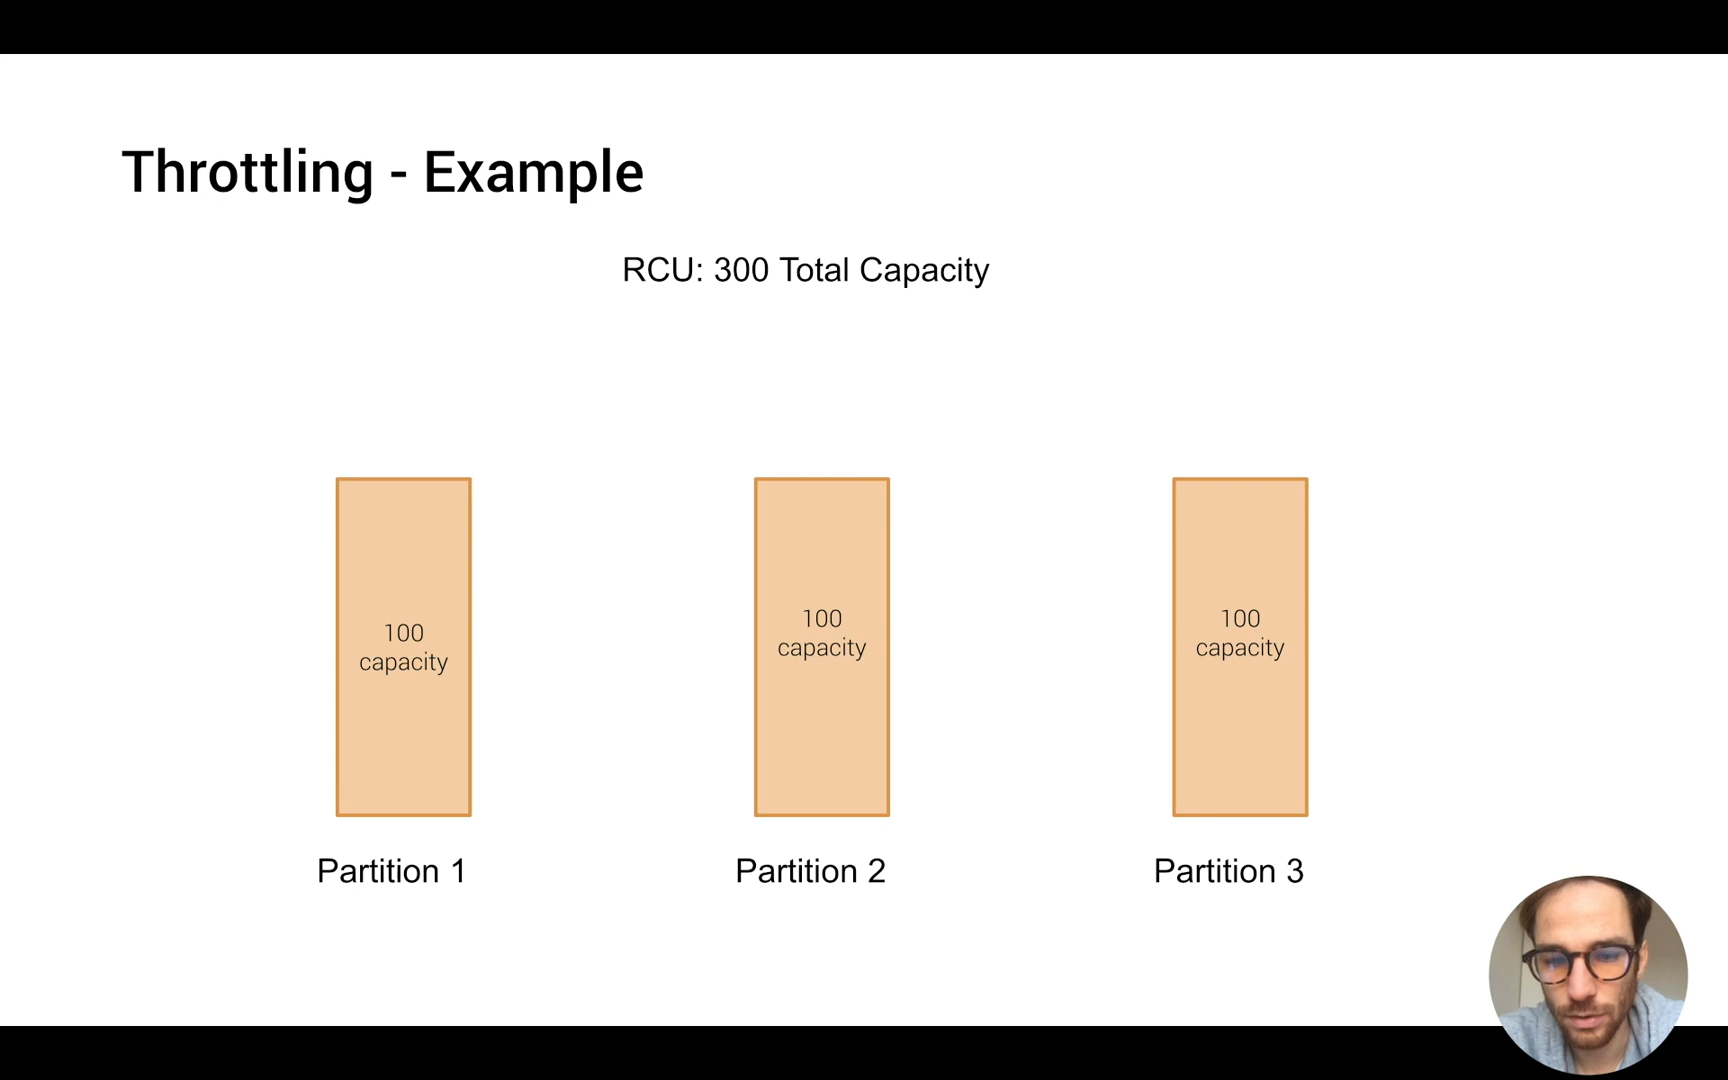 Throttling - Example
RCU: 300 Total Capacity
100
capacity
100
capacity
100
capacity
Partition 1
Partition 2
Partition 3